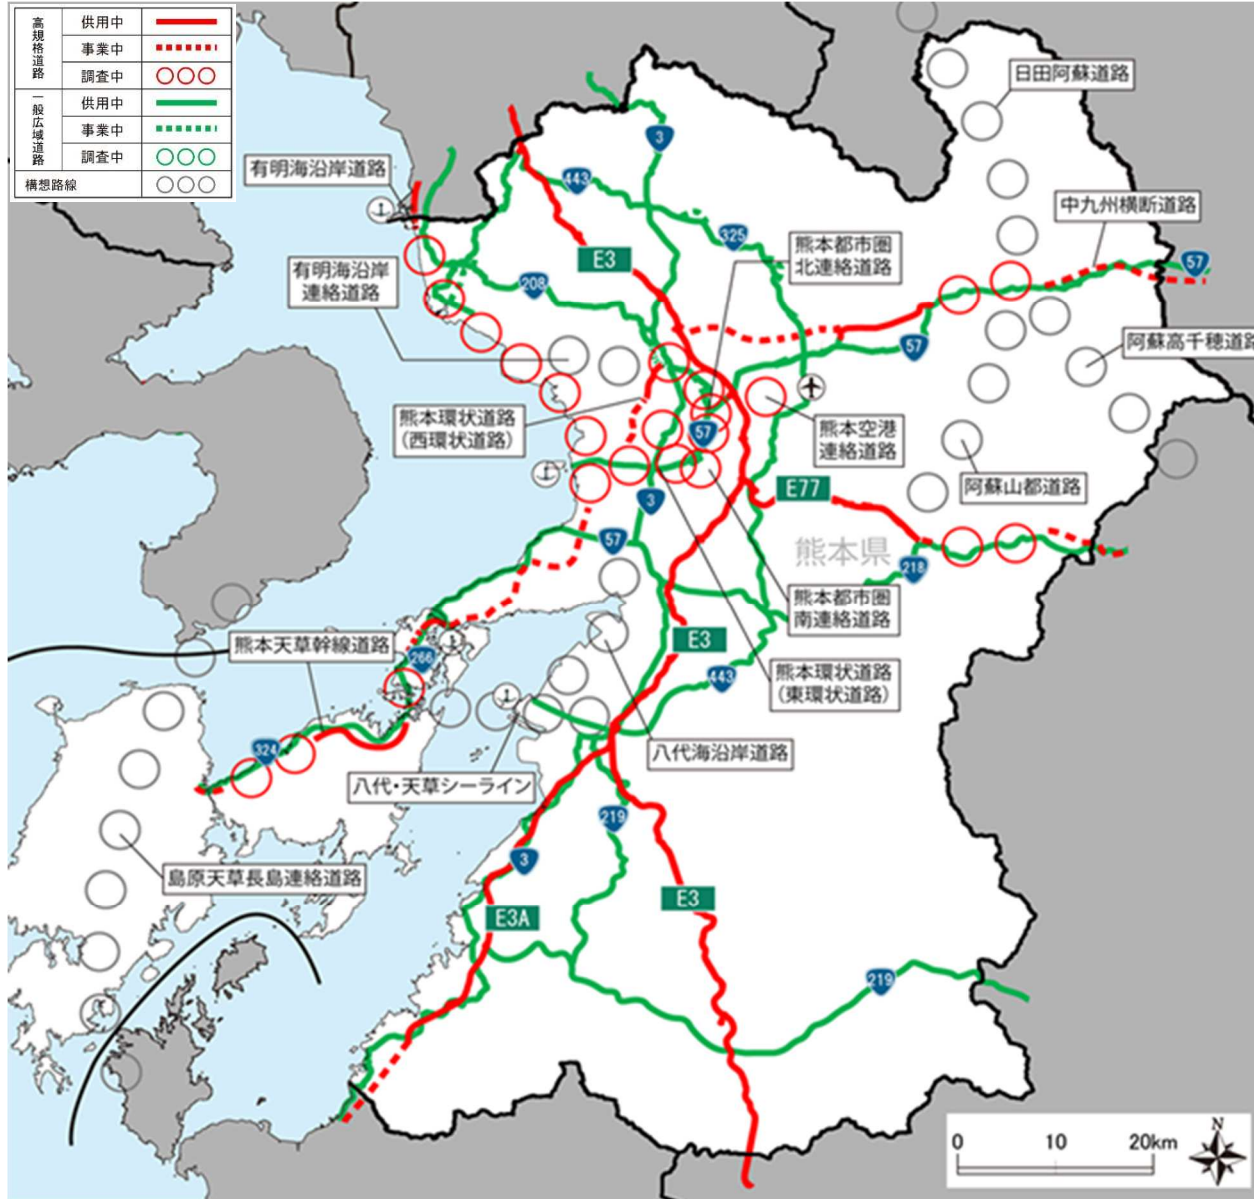 高規格道路
供用中
事業中
調査中
一般広域道路
供用中
事業中
調査中
構想路線
日田阿蘇道路
3
有明海沿岸道路
443
中九州横断道路
325
熊本都市圏
北連絡道路
57
E3
有明海沿岸
連絡道路
208
57
阿蘇高千穂道路
熊本環状道路
(西環状道路)
57
熊本空港
連絡道路
阿蘇山都道路
E77
3
57
熊本県
218
熊本都市圏
南連絡道路
熊本天草幹線道路
E3
266
443
熊本環状道路
(東環状道路)
324
八代海沿岸道路
八代・天草シーライン
219
3
島原天草長島連絡道路
E3
E3A
219
N
0 10 20km